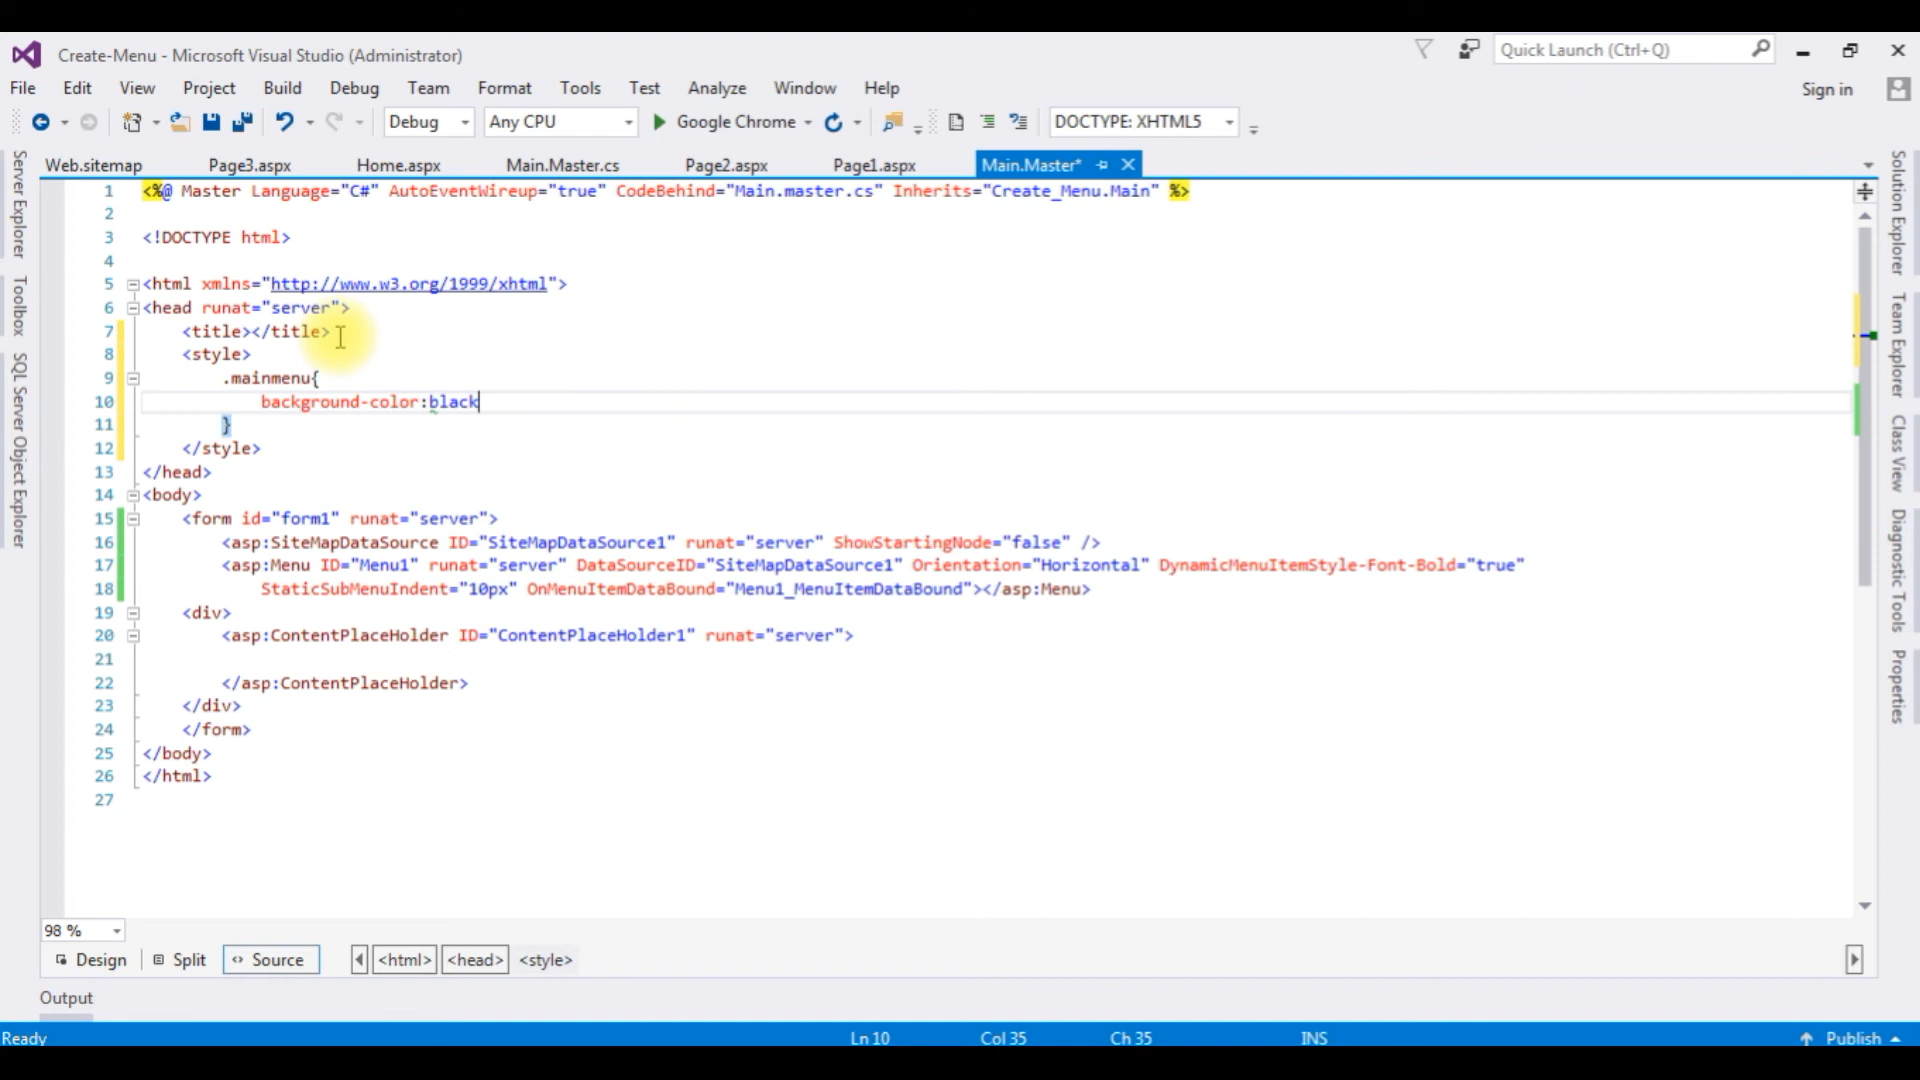 Create-Menu - Microsoft Visual Studio (Administrator)
Quick Launch (Ctrl+Q)
File Edit View Project Build Debug Team Format Tools Test Analyze Window Help
Sign in
Debug Any CPU Google Chrome DOCTYPE: XHTML5
Web.sitemap Page3.aspx Home.aspx Main.Master.cs Page2.aspx Page1.aspx Main.Master*
Server Explorer
Toolbox
SQL Server Object Explorer
1 <%@ Master Language="C#" AutoEventWireup="true" CodeBehind="Main.master.cs" Inherits="Create_Menu.Main" %>
2
3 <!DOCTYPE html>
4
5 <html xmlns="http://www.w3.org/1999/xhtml">
6 <head runat="server">
7 <title></title>
8 <style>
9 .mainmenu{
10 background-color:black
11 }
12 </style>
13 </head>
14 <body>
15 <form id="form1" runat="server">
16 <asp:SiteMapDataSource ID="SiteMapDataSource1" runat="server" ShowStartingNode="false" />
17 <asp:Menu ID="Menu1" runat="server" DataSourceID="SiteMapDataSource1" Orientation="Horizontal" DynamicMenuItemStyle-Font-Bold="true"
18 StaticSubMenuIndent="10px" OnMenuItemDataBound="Menu1_MenuItemDataBound"></asp:Menu>
19 <div>
20 <asp:ContentPlaceHolder ID="ContentPlaceHolder1" runat="server">
21
22 </asp:ContentPlaceHolder>
23 </div>
24 </form>
25 </body>
26 </html>
27
Solution Explorer
Team Explorer
Class View
Diagnostic Tools
Properties
98 %
Design Split Source <html> <head> <style>
Output
Ready Ln 10 Col 35 Ch 35 INS Publish